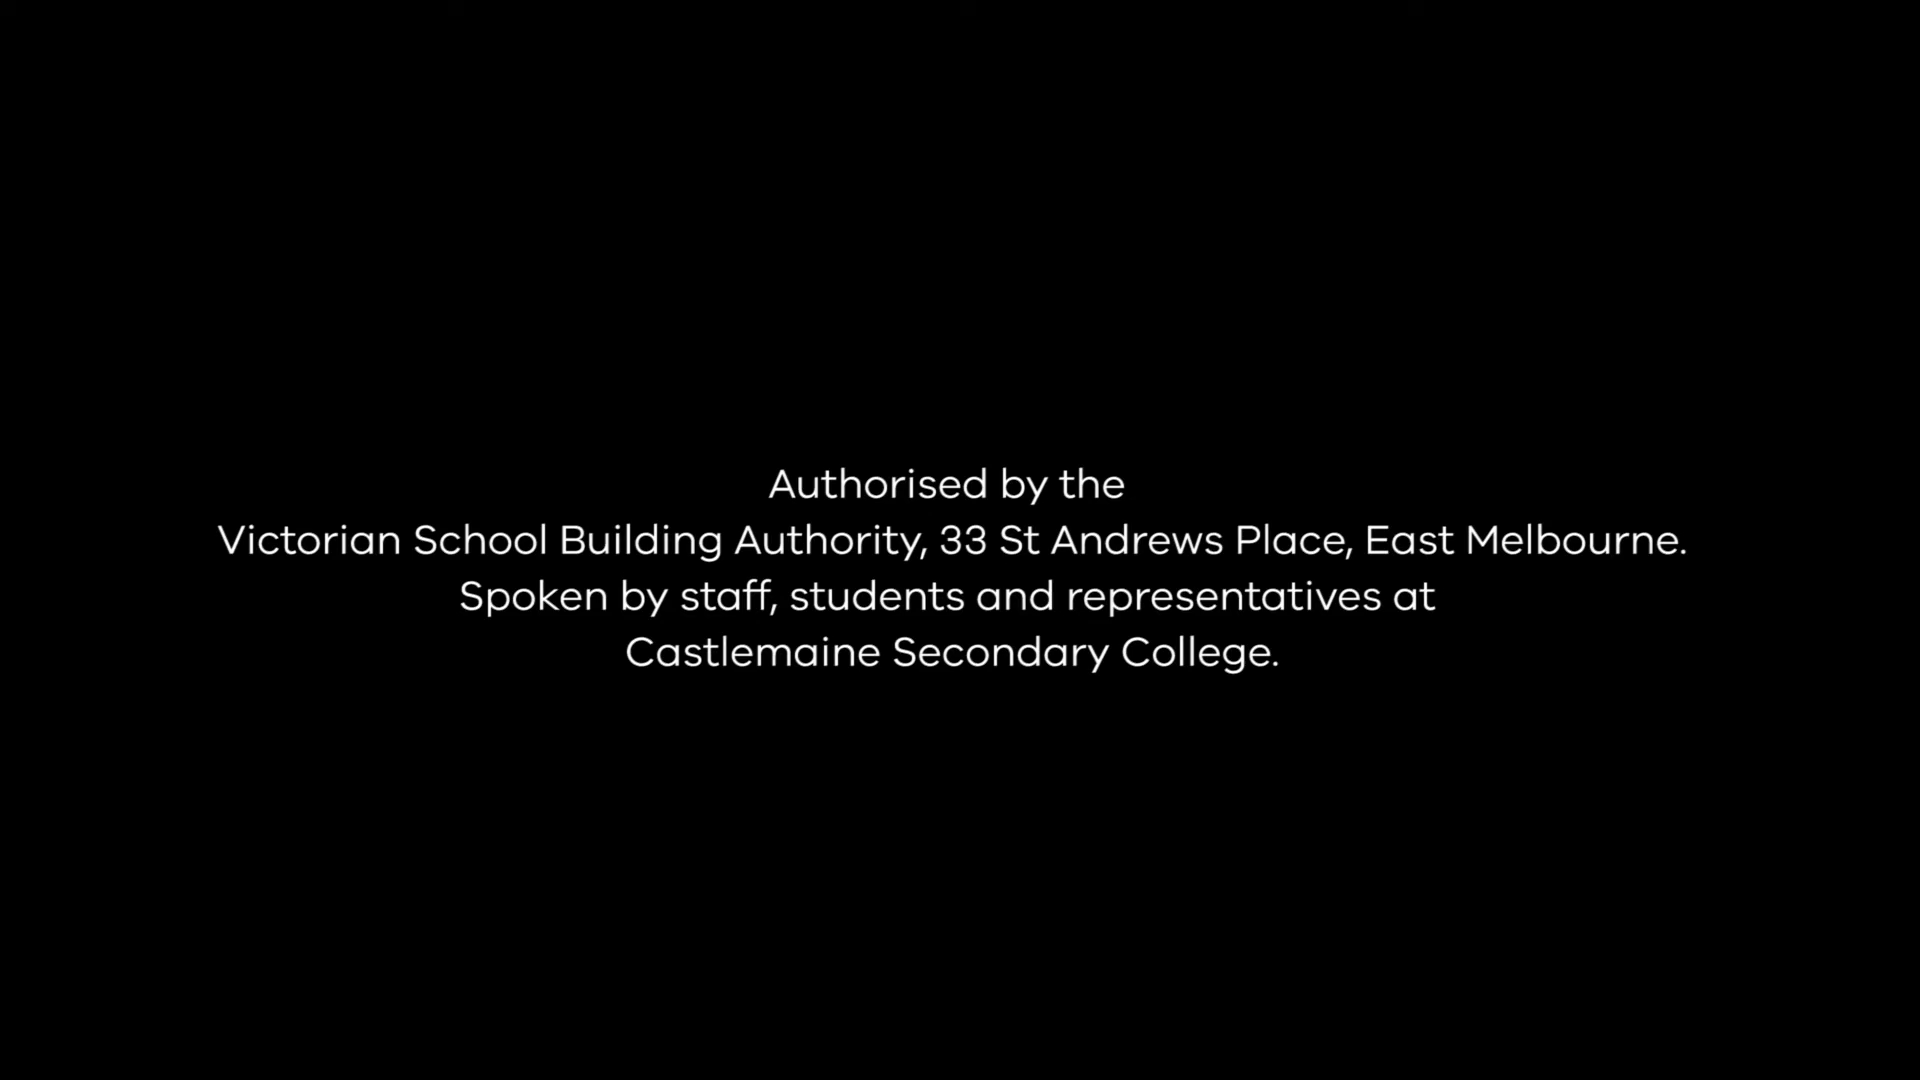 Authorised by the
Victorian School Building Authority, 33 St Andrews Place, East Melbourne.
Spoken by staff, students and representatives at
Castlemaine Secondary College.